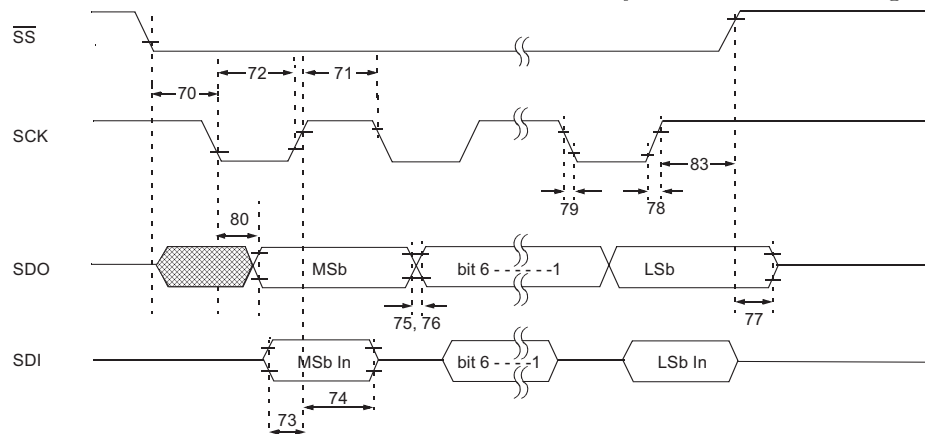 SS
72
71
70
SCK
83
79
78
80
SDO
MSb
bit 6 - - - - - -1
LSb
75, 76
77
SDI
MSb In
bit 6 - - - -1
LSb In
74
73